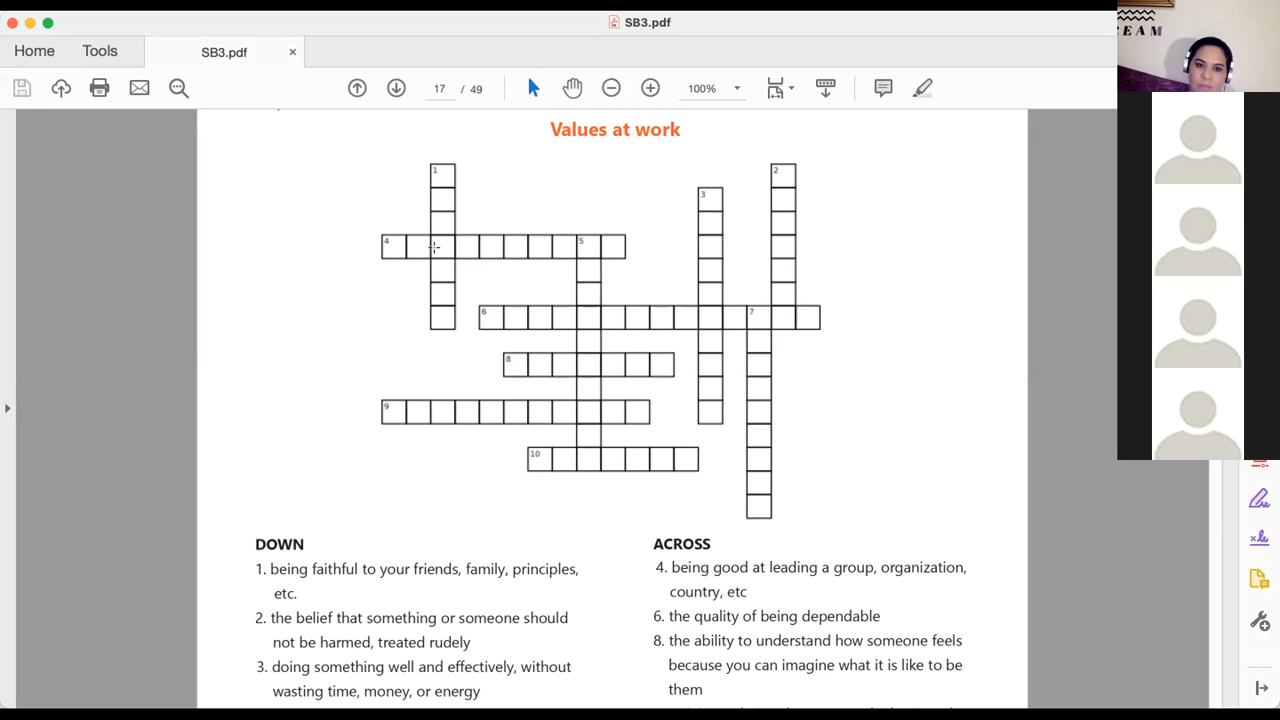 SB3.pdf
Home Tools SB3.pdf ×
17 / 49 100%
EAM
Values at work
1
2
3
4
5
6
7
8
9
10
DOWN
1. being faithful to your friends, family, principles,
etc.
2. the belief that something or someone should
not be harmed, treated rudely
3. doing something well and effectively, without
wasting time, money, or energy
ACROSS
4. being good at leading a group, organization,
country, etc
6. the quality of being dependable
8. the ability to understand how someone feels
because you can imagine what it is like to be
them